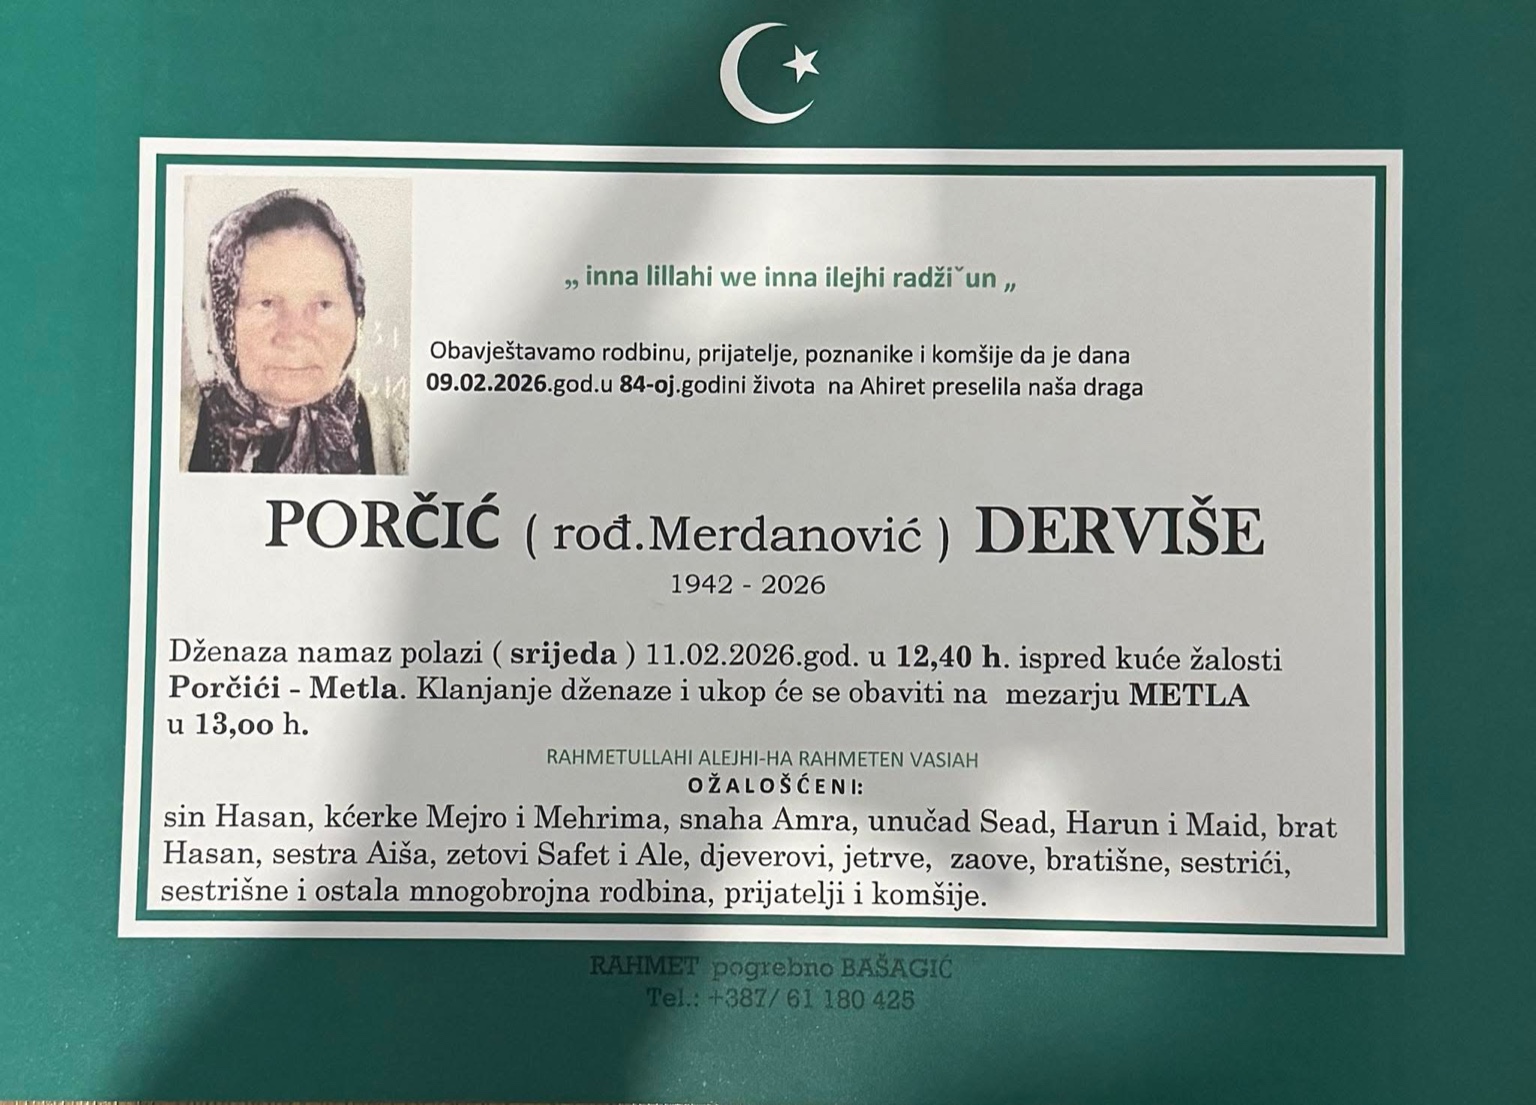 „ inna lillahi we inna ilejhi radžiˇun „
Obavještavamo rodbinu, prijatelje, poznanike i komšije da je dana
09.02.2026.god.u 84-oj.godini života na Ahiret preselila naša draga
PORČIĆ ( rođ.Merdanović ) DERVIŠE
1942 - 2026
Dženaza namaz polazi ( srijeda ) 11.02.2026.god. u 12,40 h. ispred kuće žalosti
Porčići - Metla. Klanjanje dženaze i ukop će se obaviti na mezarju METLA
u 13,oo h.
RAHMETULLAHI ALEJHI-HA RAHMETEN VASIAH
OŽALOŠĆENI:
sin Hasan, kćerke Mejro i Mehrima, snaha Amra, unučad Sead, Harun i Maid, brat
Hasan, sestra Aiša, zetovi Safet i Ale, djeverovi, jetrve, zaove, bratišne, sestrići,
sestrišne i ostala mnogobrojna rodbina, prijatelji i komšije.
RAHMET pogrebno BAŠAGIĆ
Tel.: +387/ 61 180 425